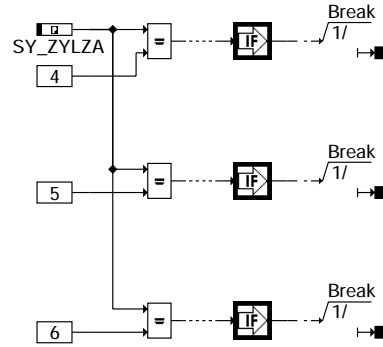 Break
1/
SY_ZYLZA
=
IF
4
Break
1/
=
IF
5
Break
1/
=
IF
6